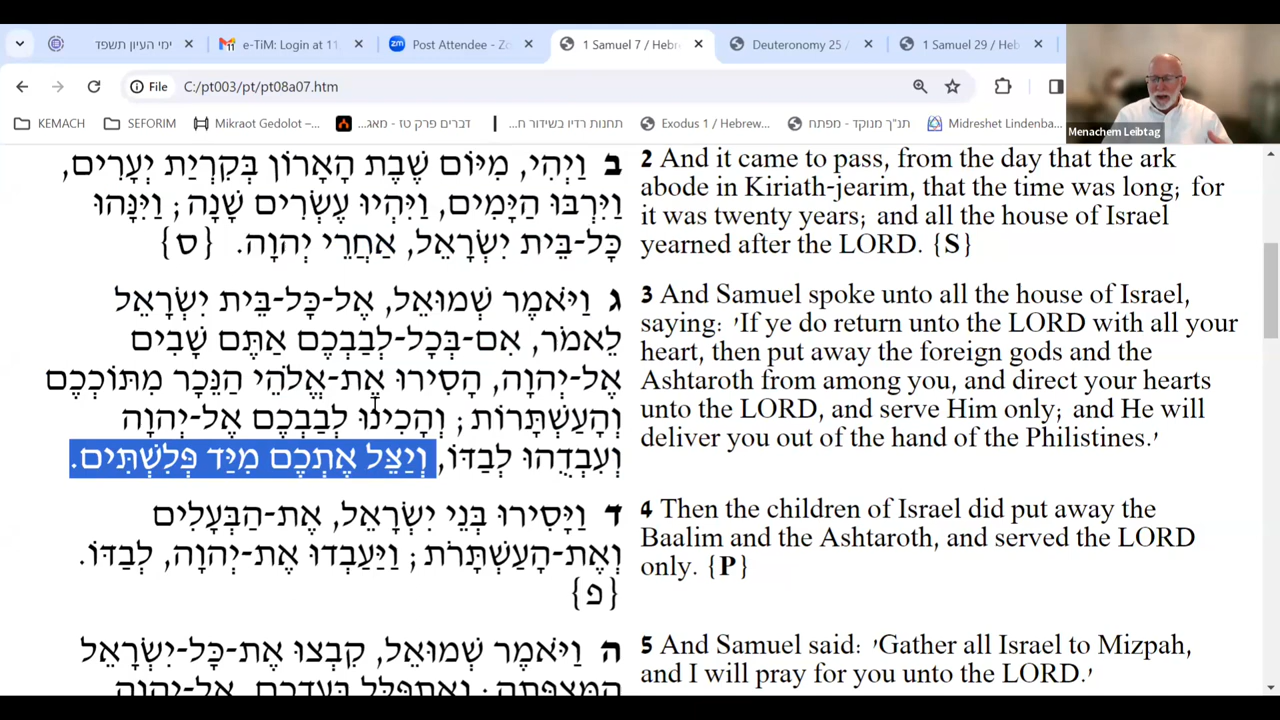 ימי העיון תשפד
e-TiM: Login at 11
Post Attendee - Zo
1 Samuel 7 / Hebre
Deuteronomy 25 /
1 Samuel 29 / Heb
File C:/pt003/pt/pt08a07.htm
KEMACH
SEFORIM
Mikraot Gedolot –...
דברים פרק טז - מאג...
תחנות רדיו בשידור ח...
Exodus 1 / Hebrew...
תנ"ך מנוקד - מפתח
Midreshet Lindenba
Menachem Leibtag
ב וַיְהִי, מִיּוֹם שֶׁבֶת הָאָרוֹן בְּקִרְיַת יְעָרִים,
וַיִּרְבּוּ הַיָּמִים, וַיִּהְיוּ עֶשְׂרִים שָׁנָה; וַיִּנָּהוּ
כָּל-בֵּית יִשְׂרָאֵל, אַחֲרֵי יְהוָה. {ס}
2 And it came to pass, from the day that the ark
abode in Kiriath-jearim, that the time was long; for
it was twenty years; and all the house of Israel
yearned after the LORD. {S}
ג וַיֹּאמֶר שְׁמוּאֵל, אֶל-כָּל-בֵּית יִשְׂרָאֵל
לֵאמֹר, אִם-בְּכָל-לְבַבְכֶם אַתֶּם שָׁבִים
אֶל-יְהוָה, הָסִירוּ אֶת-אֱלֹהֵי הַנֵּכָר מִתּוֹכְכֶם
וְהָעַשְׁתָּרוֹת; וְהָכִינוּ לְבַבְכֶם אֶל-יְהוָה
וְעִבְדֻהוּ לְבַדּוֹ, וְיַצֵּל אֶתְכֶם מִיַּד פְּלִשְׁתִּים.
3 And Samuel spoke unto all the house of Israel,
saying: 'If ye do return unto the LORD with all your
heart, then put away the foreign gods and the
Ashtaroth from among you, and direct your hearts
unto the LORD, and serve Him only; and He will
deliver you out of the hand of the Philistines.'
ד וַיָּסִירוּ בְּנֵי יִשְׂרָאֵל, אֶת-הַבְּעָלִים
וְאֶת-הָעַשְׁתָּרֹת; וַיַּעַבְדוּ אֶת-יְהוָה, לְבַדּוֹ.
{פ}
4 Then the children of Israel did put away the
Baalim and the Ashtaroth, and served the LORD
only. {P}
ה וַיֹּאמֶר שְׁמוּאֵל, קִבְצוּ אֶת-כָּל-יִשְׂרָאֵל
הַמִּצְפָּתָה; וְאֶתְפַּלֵּל בַּעַדְכֶם, אֶל-יְהוָה
5 And Samuel said: 'Gather all Israel to Mizpah,
and I will pray for you unto the LORD.'